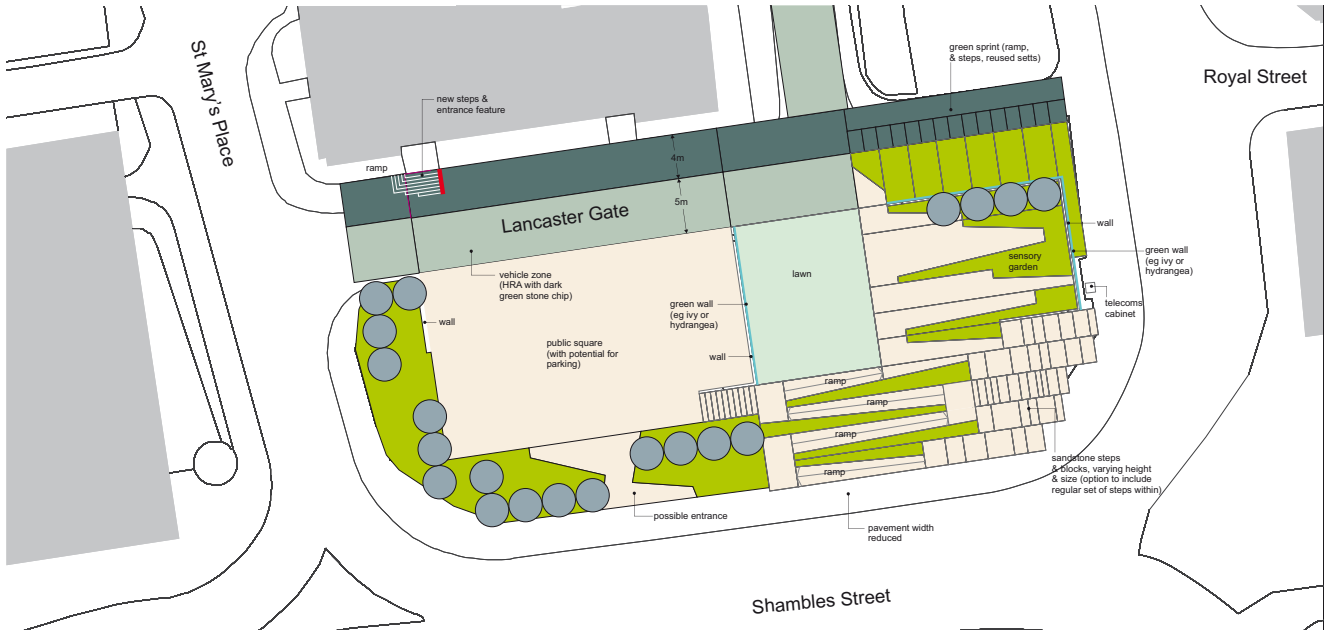 St Mary's Place
new steps &
entrance feature
ramp
green sprint (ramp,
& steps, reused setts)
Royal Street
4m
5m
Lancaster Gate
vehicle zone
(HRA with dark
green stone chip)
wall
public square
(with potential for
parking)
green wall
(eg ivy or
hydrangea)
wall
lawn
sensory
garden
wall
green wall
(eg ivy or
hydrangea)
telecoms
cabinet
ramp
ramp
ramp
ramp
sandstone steps
& blocks, varying height
& size (option to include
regular set of steps within)
possible entrance
pavement width
reduced
Shambles Street